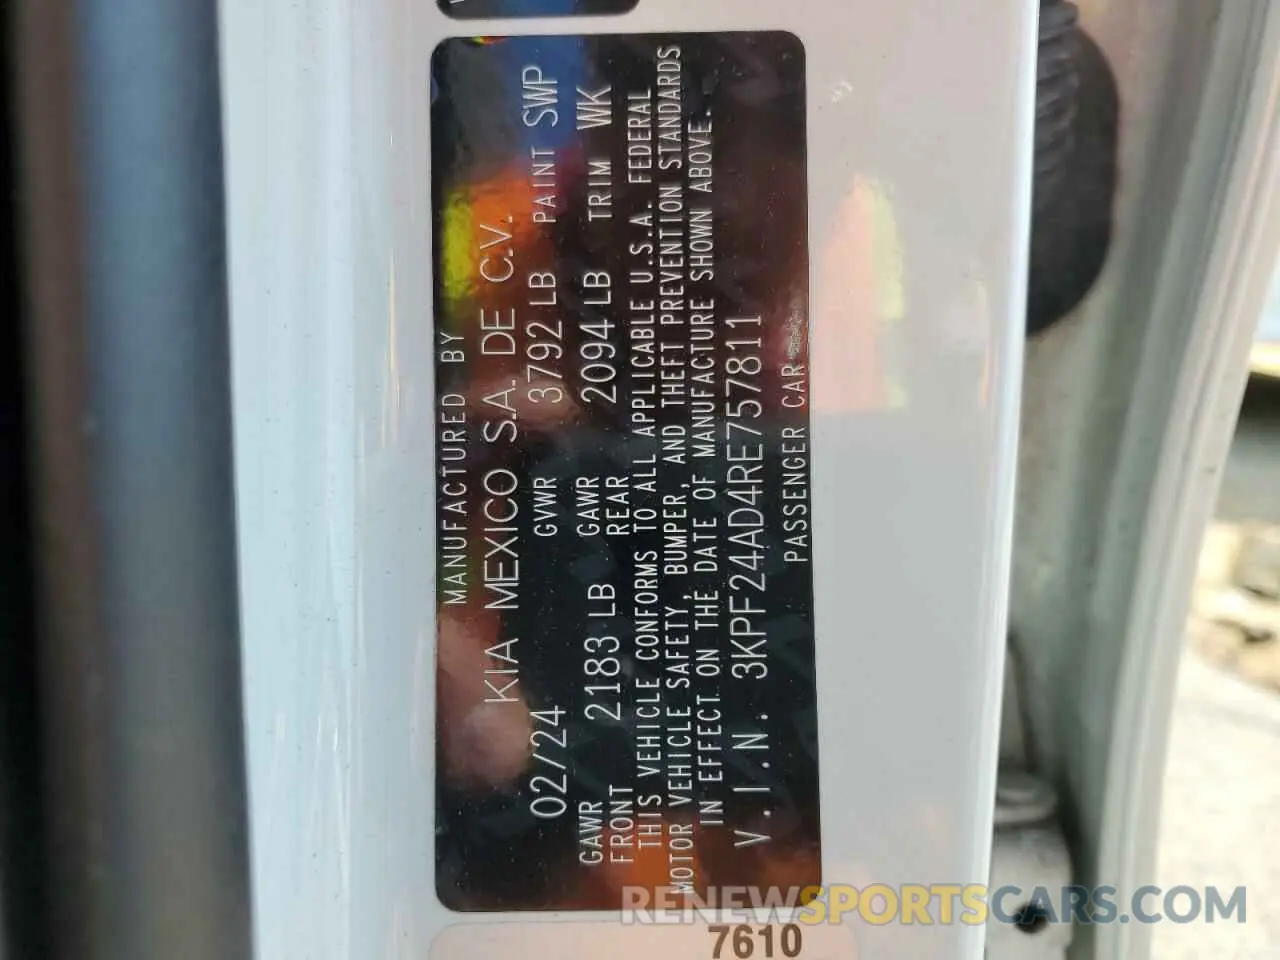 MANUFACTURED BY
KIA MEXICO S.A. DE C.V.
02/24 GVWR 3792 LB PAINT SWP
GAWR FRONT 2183 LB GAWR REAR 2094 LB TRIM WK
THIS VEHICLE CONFORMS TO ALL APPLICABLE U.S.A. FEDERAL
MOTOR VEHICLE SAFETY, BUMPER, AND THEFT PREVENTION STANDARDS
IN EFFECT ON THE DATE OF MANUFACTURE SHOWN ABOVE.
V.I.N. 3KPF24AD4RE757811
PASSENGER CAR
7610
RENEWSPORTSCARS.COM